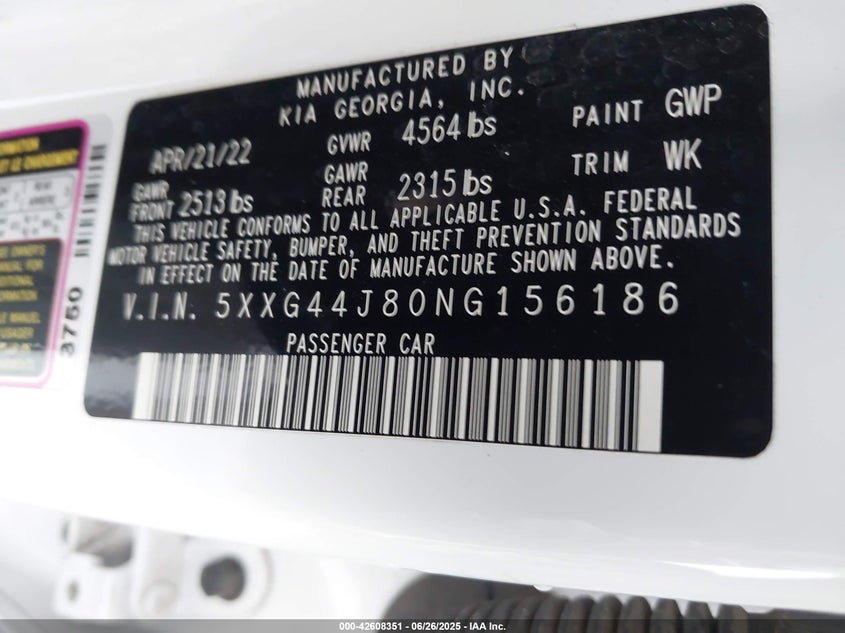 MANUFACTURED BY
KIA GEORGIA, INC.
APR/21/22 GVWR 4564 lbs PAINT GWP
GAWR FRONT 2513 lbs GAWR REAR 2315 lbs TRIM WK
THIS VEHICLE CONFORMS TO ALL APPLICABLE U.S.A. FEDERAL
MOTOR VEHICLE SAFETY, BUMPER, AND THEFT PREVENTION STANDARDS
IN EFFECT ON THE DATE OF MANUFACTURE SHOWN ABOVE.
V.I.N. 5XXG44J80NG156186
PASSENGER CAR
3750
000-42608351 | 06/26/2025 - IAA Inc.